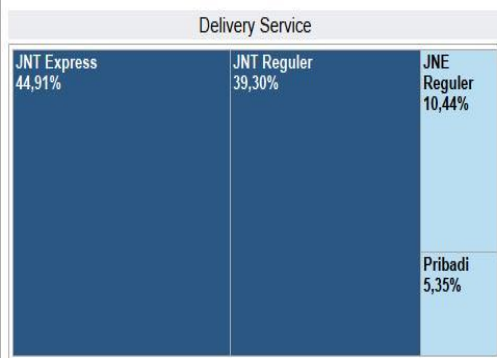 Delivery Service
JNT Express
44,91%
JNT Reguler
39,30%
JNE
Reguler
10,44%
Pribadi
5,35%